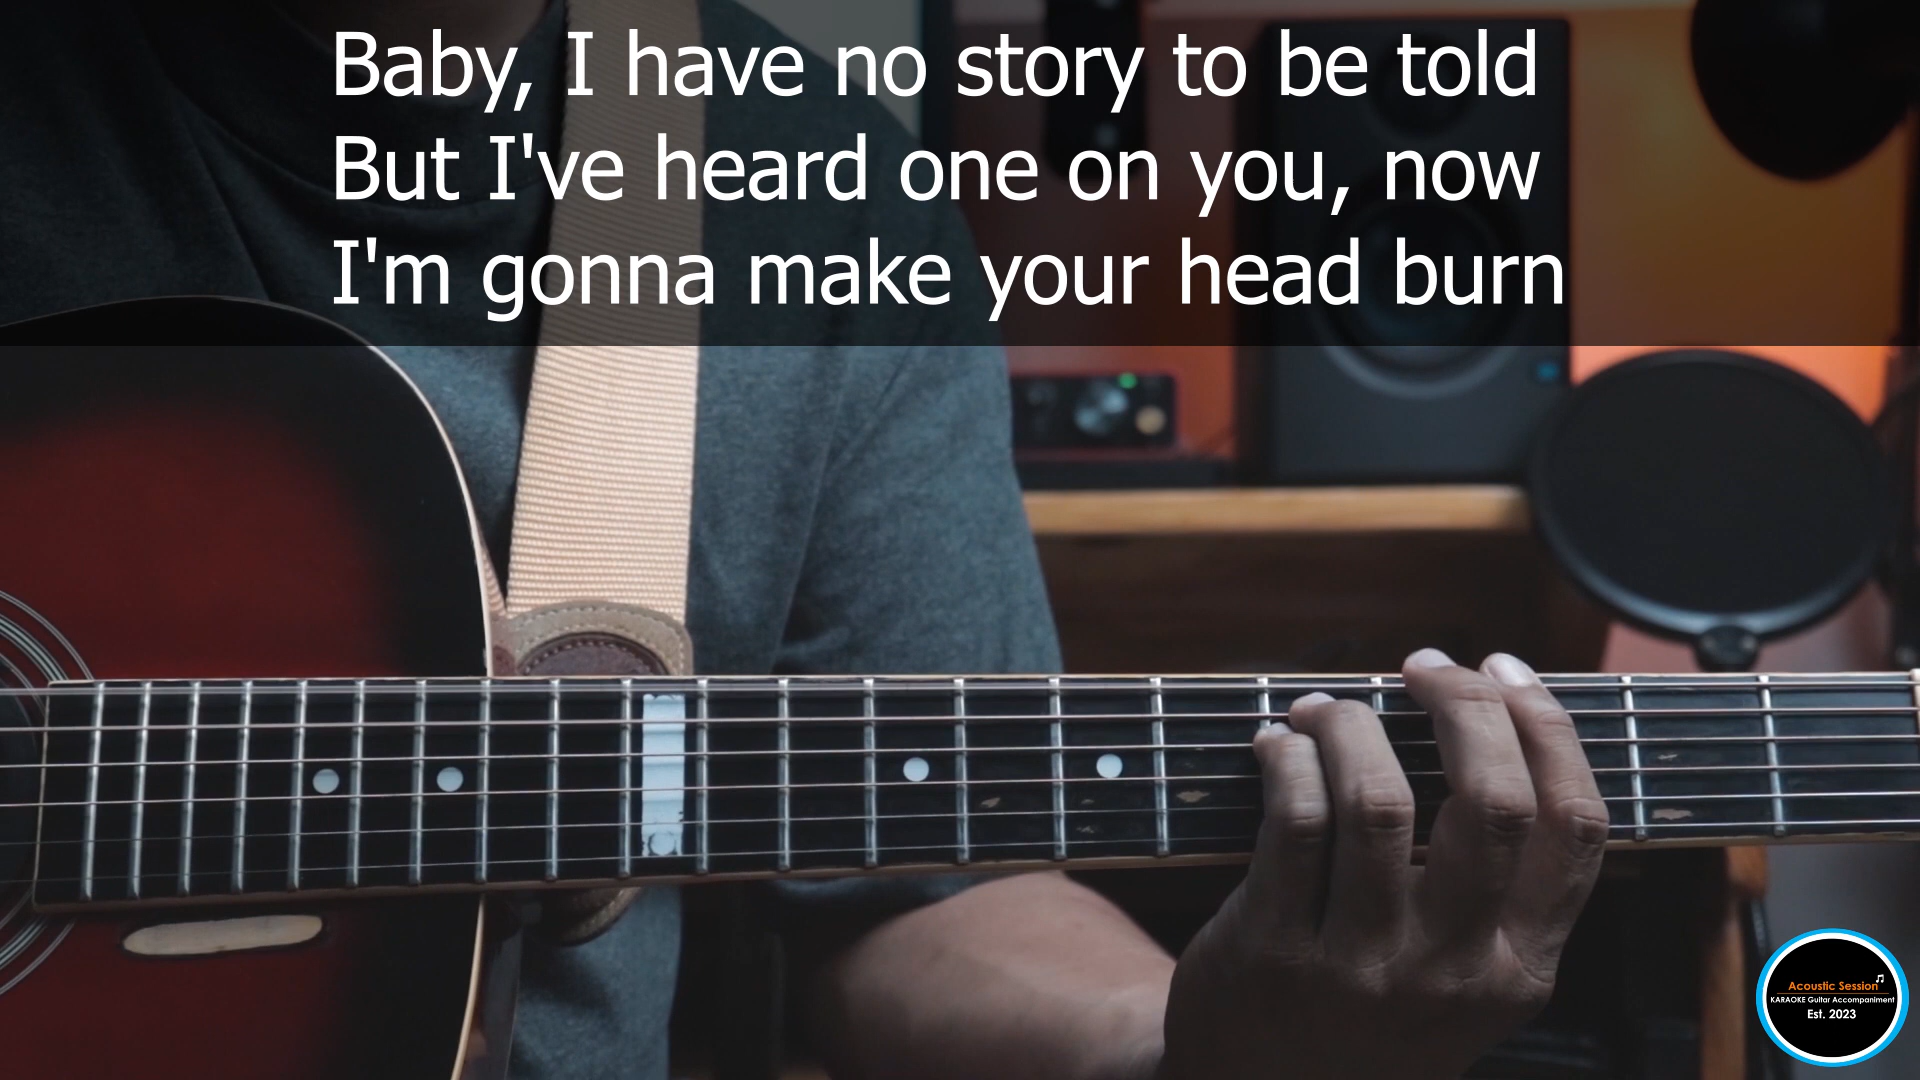 Baby, I have no story to be told
But I've heard one on you, now
I'm gonna make your head burn
Acoustic Session
KARAOKE Guitar Accompaniment
Est. 2023